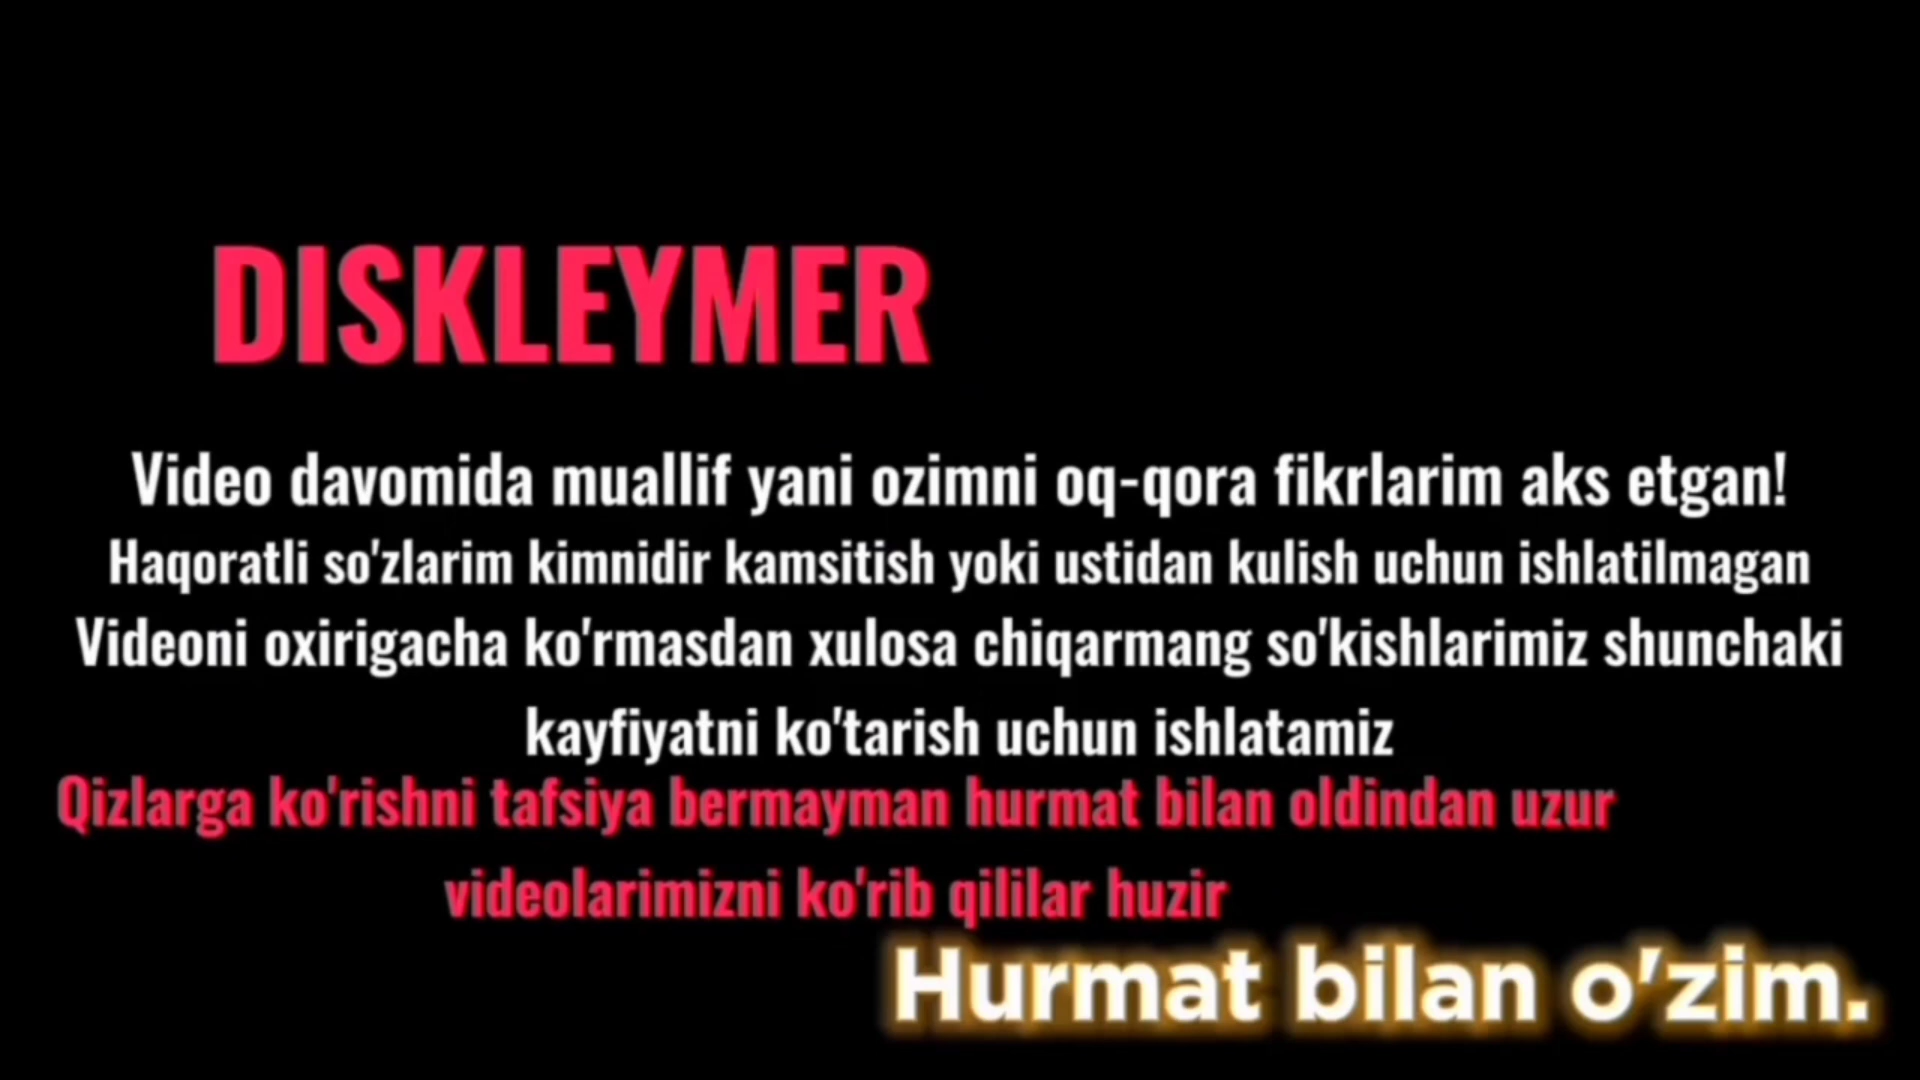 DISKLEYMER
Video davomida muallif yani ozimni oq-qora fikrlarim aks etgan!
Haqoratli so'zlarim kimnidir kamsitish yoki ustidan kulish uchun ishlatilmagan
Videoni oxirigacha ko'rmasdan xulosa chiqarmang so'kishlarimiz shunchaki
kayfiyatni ko'tarish uchun ishlatamiz
Qizlarga ko'rishni tafsiya bermayman hurmat bilan oldindan uzur
videolarimizni ko'rib qililar huzir
Hurmat bilan o'zim.